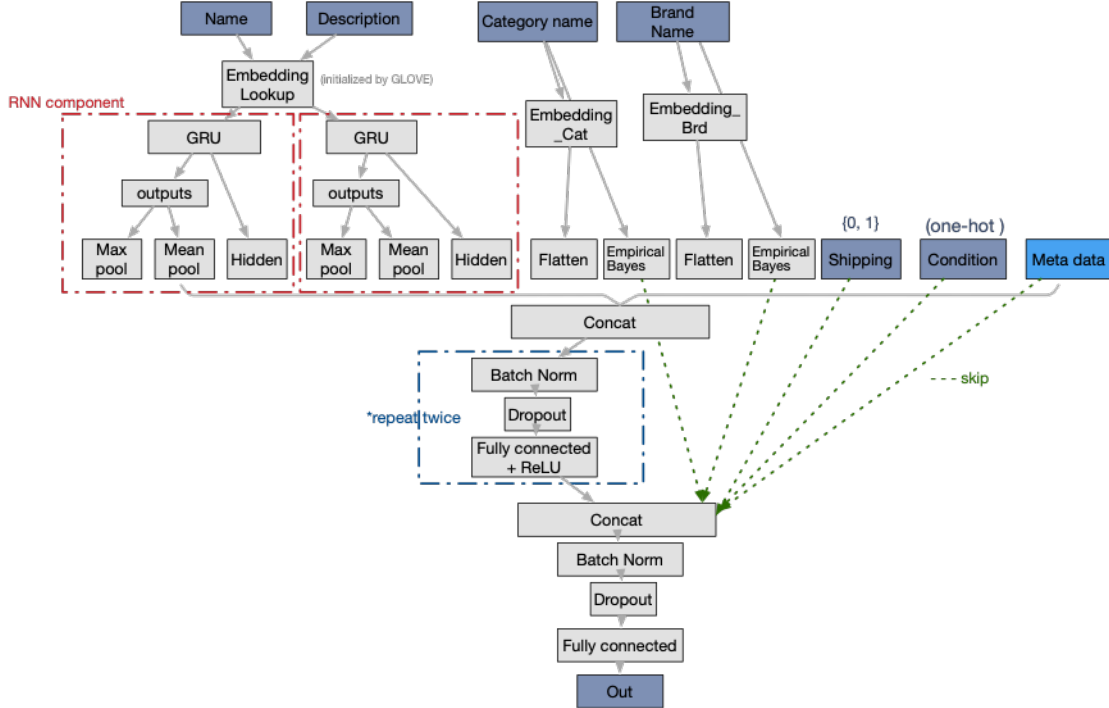 Name
Description
Category name
Brand
Name
Embedding
Lookup
(initialized by GLOVE)
RNN component
Embedding
_Cat
Embedding_
Brd
GRU
GRU
outputs
outputs
Max
pool
Mean
pool
Hidden
Max
pool
Mean
pool
Hidden
Flatten
Empirical
Bayes
Flatten
Empirical
Bayes
{0, 1}
Shipping
(one-hot )
Condition
Meta data
Concat
Batch Norm
Dropout
*repeat twice
Fully connected
+ ReLU
skip
Concat
Batch Norm
Dropout
Fully connected
Out